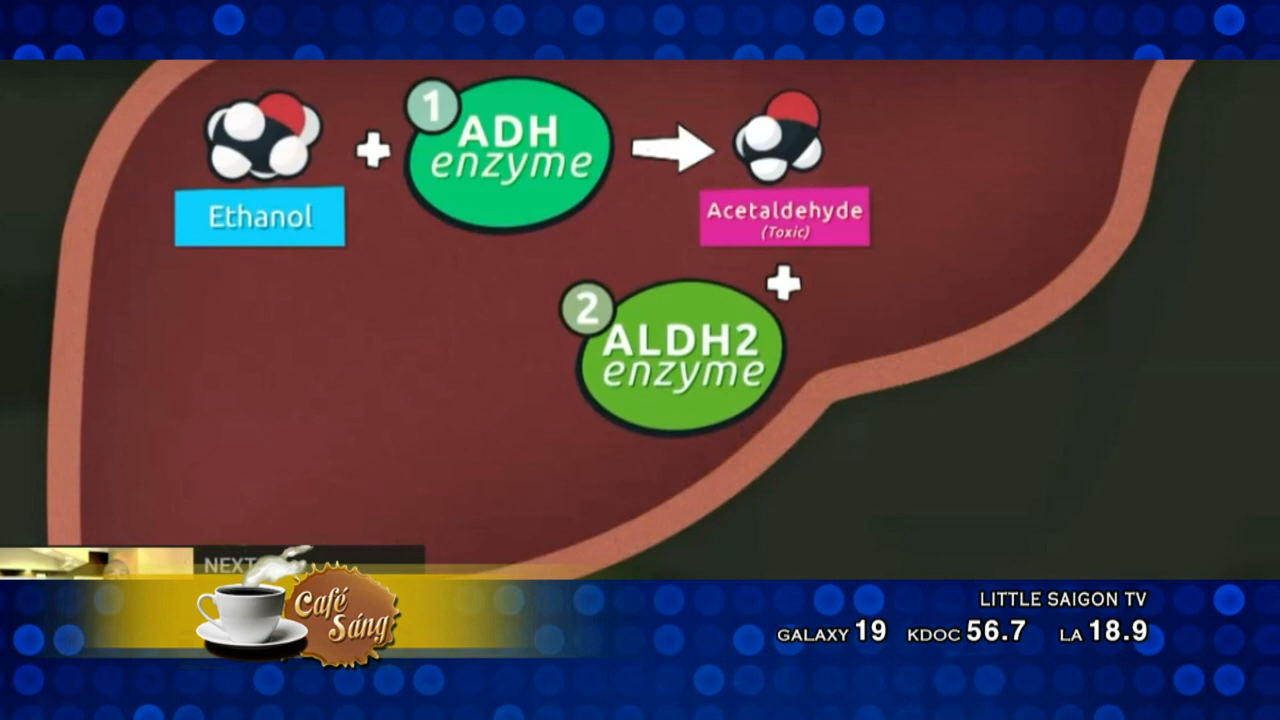 1
ADH
enzyme
Ethanol
Acetaldehyde
(Toxic)
2
ALDH2
enzyme
NEXT
Café
Sáng
LITTLE SAIGON TV
GALAXY 19 KDOC 56.7 LA 18.9